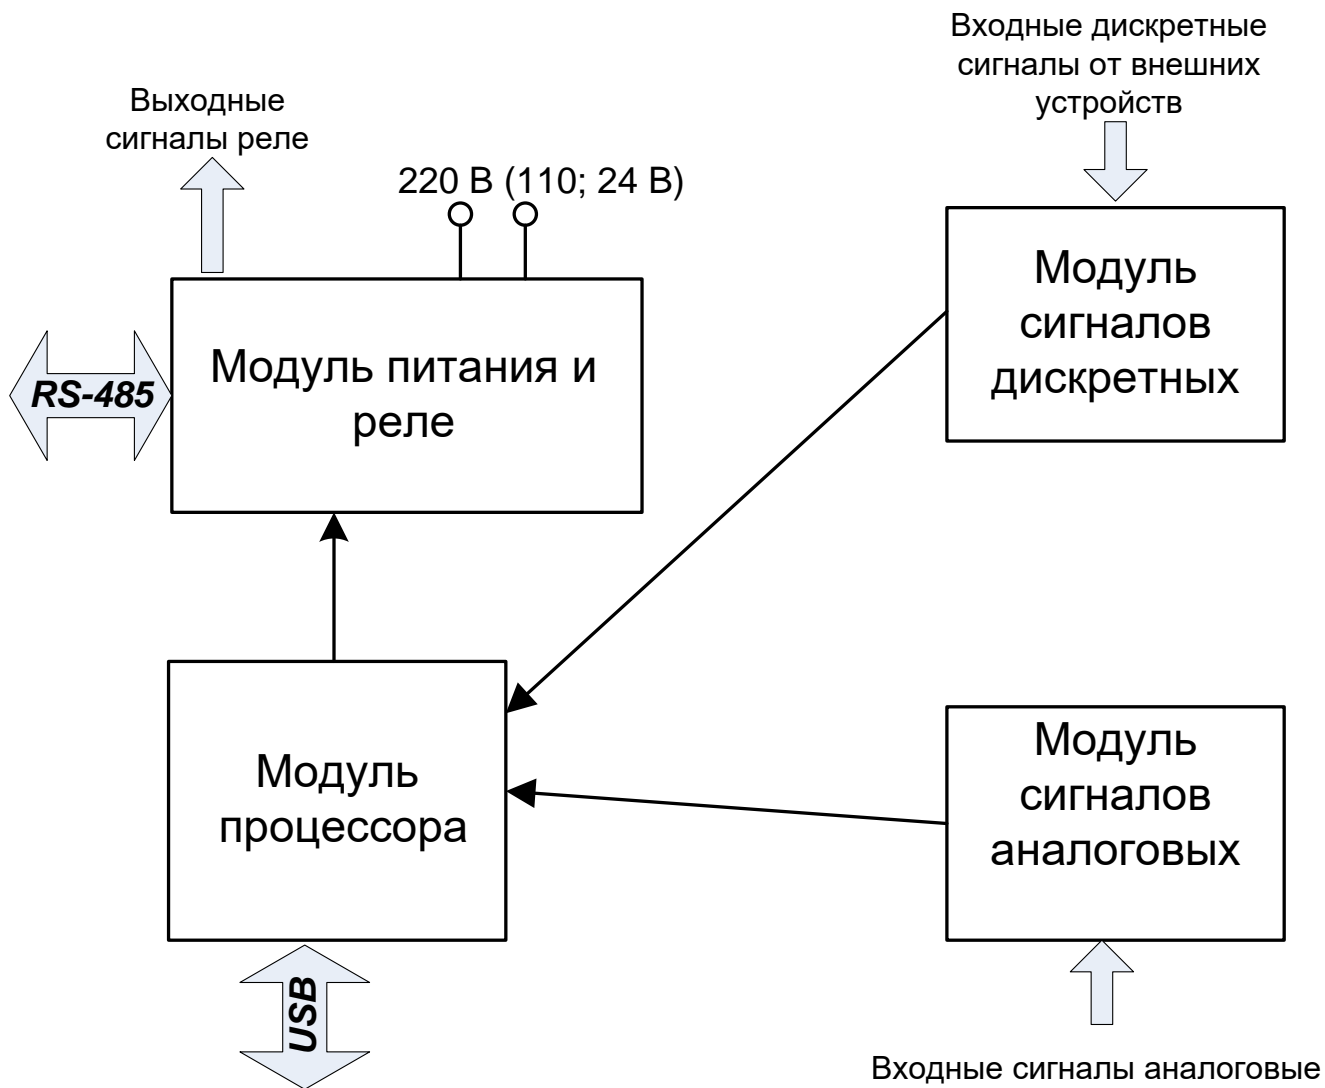 Входные дискретные
сигналы от внешних
устройств
Выходные
сигналы реле
220 В (110; 24 В)
Модуль
сигналов
дискретных
Модуль питания и
реле
RS-485
Модуль
процессора
Модуль
сигналов
аналоговых
USB
Входные сигналы аналоговые